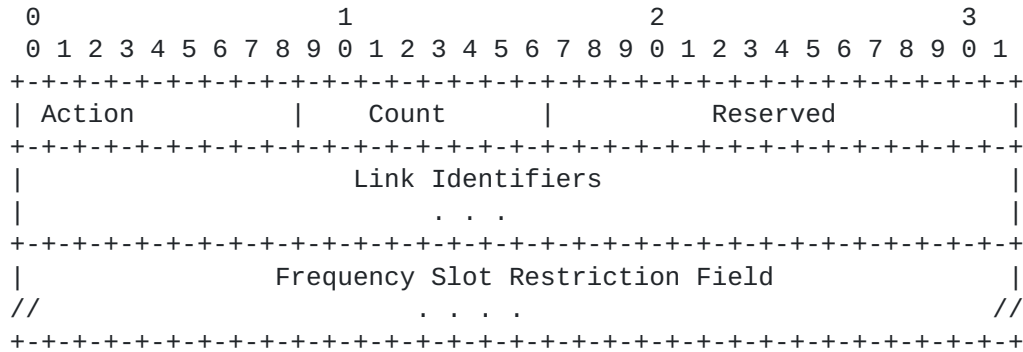 0                   1                   2                   3
 0 1 2 3 4 5 6 7 8 9 0 1 2 3 4 5 6 7 8 9 0 1 2 3 4 5 6 7 8 9 0 1
+-+-+-+-+-+-+-+-+-+-+-+-+-+-+-+-+-+-+-+-+-+-+-+-+-+-+-+-+-+-+-+-+
| Action          |    Count      |          Reserved           |
+-+-+-+-+-+-+-+-+-+-+-+-+-+-+-+-+-+-+-+-+-+-+-+-+-+-+-+-+-+-+-+-+
|                     Link Identifiers                          |
|                          . . .                                |
+-+-+-+-+-+-+-+-+-+-+-+-+-+-+-+-+-+-+-+-+-+-+-+-+-+-+-+-+-+-+-+-+
|                Frequency Slot Restriction Field               |
//                        . . . .                              //
+-+-+-+-+-+-+-+-+-+-+-+-+-+-+-+-+-+-+-+-+-+-+-+-+-+-+-+-+-+-+-+-+